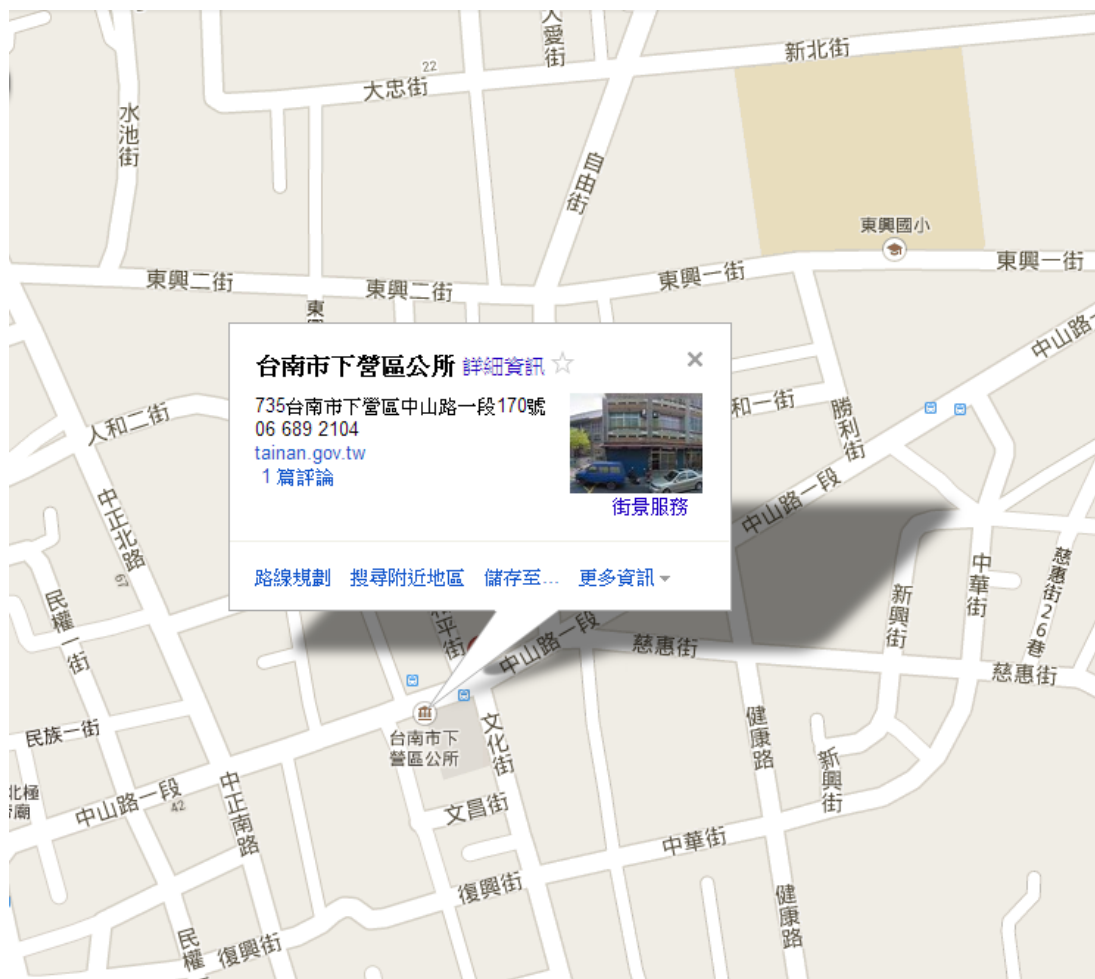 人愛街
新北街
22
大忠街
水池街
自由街
東興國小
東興二街
東興二街
東興一街
東興一街
東
中山路
台南市下營區公所 詳細資訊
735台南市下營區中山路一段170號
06 689 2104
tainan.gov.tw
1 篇評論
街景服務
路線規劃 搜尋附近地區 儲存至... 更多資訊
和一街
勝利街
人和二街
中正北路
67
中山路一段
民權一街
平街
中山路一段
慈惠街
新興街
中華街
慈惠街26巷
慈惠街
台南市下
營區公所
文化街
健康路
新興街
民族一街
北極
中山路一段
42
中正南路
文昌街
中華街
復興街
健康路
民權
復興街